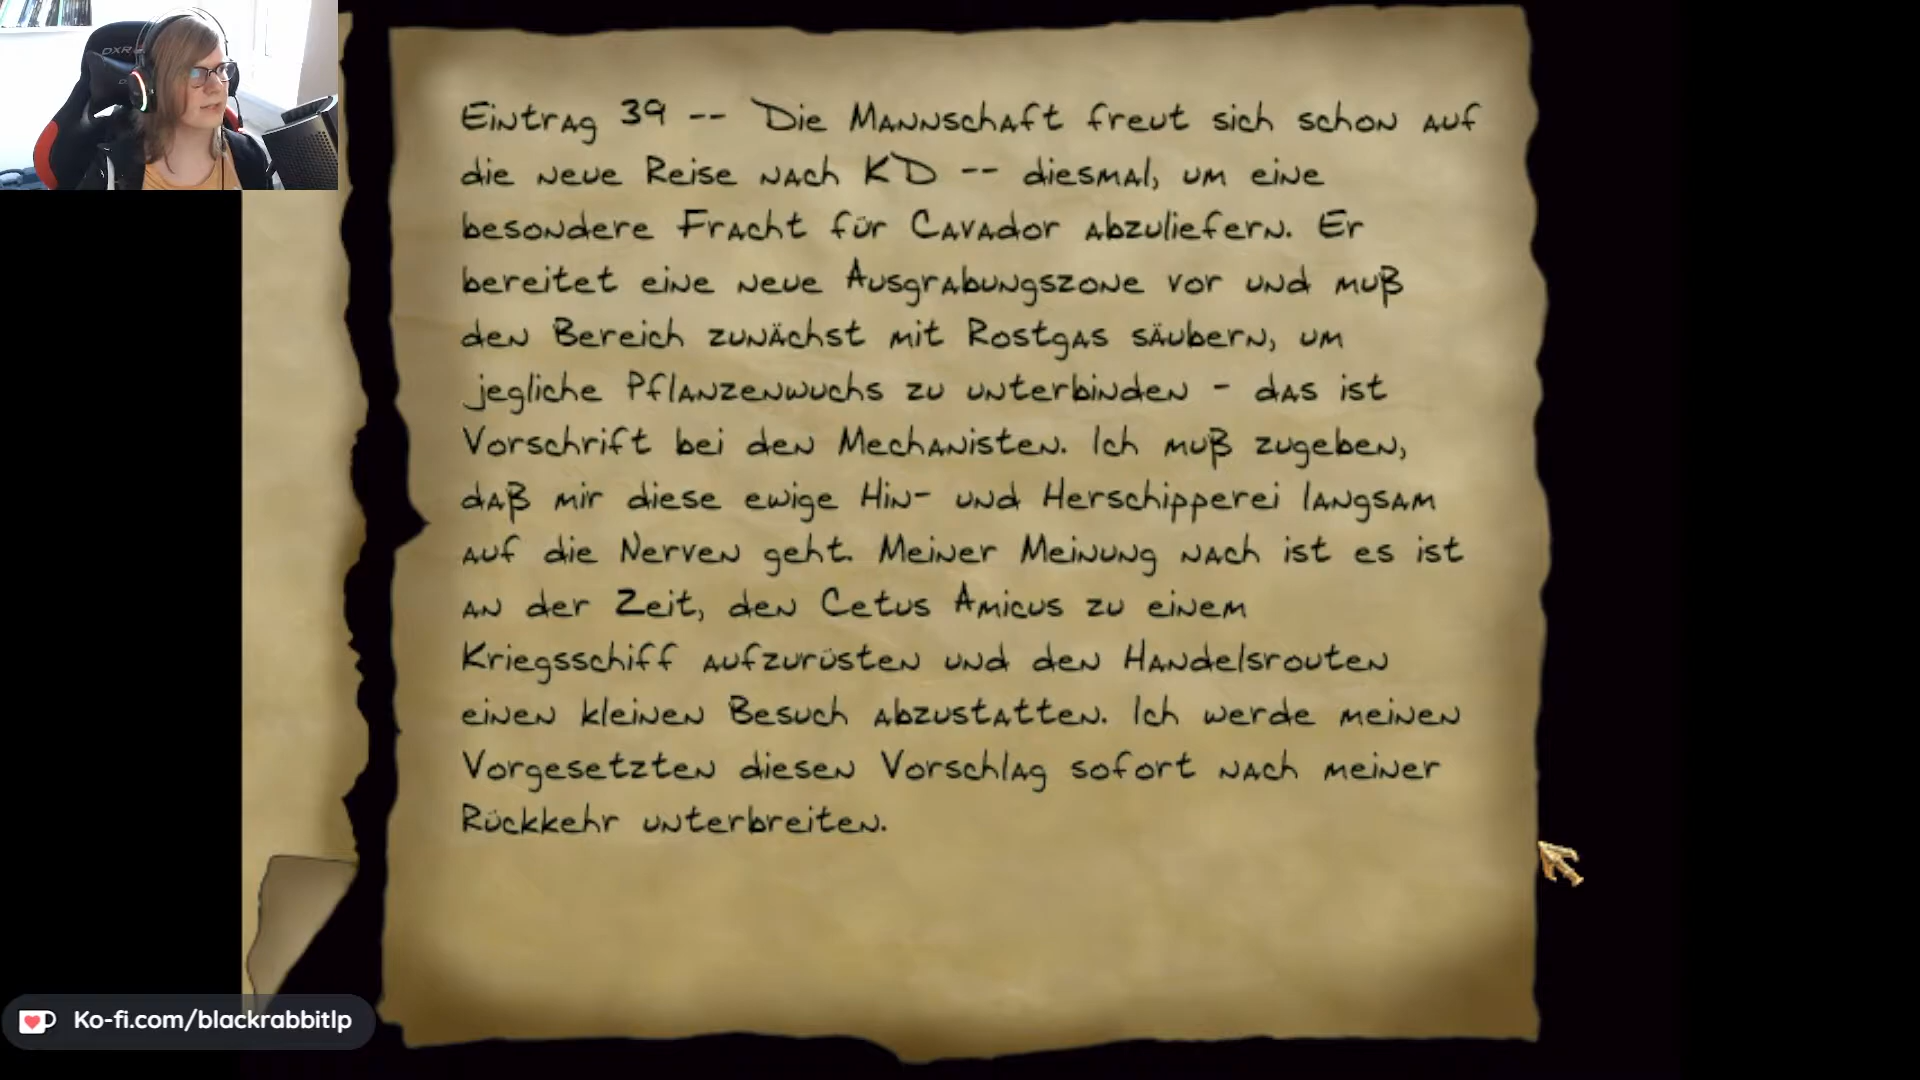 DXR
Eintrag 39 -- Die Mannschaft freut sich schon auf
die neue Reise nach KD -- diesmal, um eine
besondere Fracht für Cavador abzuliefern. Er
bereitet eine neue Ausgrabungszone vor und muß
den Bereich zunächst mit Rostgas säubern, um
jegliche Pflanzenwuchs zu unterbinden - das ist
Vorschrift bei den Mechanisten. Ich muß zugeben,
daß mir diese ewige Hin- und Herschipperei langsam
auf die Nerven geht. Meiner Meinung nach ist es ist
an der Zeit, den Cetus Amicus zu einem
Kriegsschiff aufzurüsten und den Handelsrouten
einen kleinen Besuch abzustatten. Ich werde meinen
Vorgesetzten diesen Vorschlag sofort nach meiner
Rückkehr unterbreiten.
Ko-fi.com/blackrabbitlp